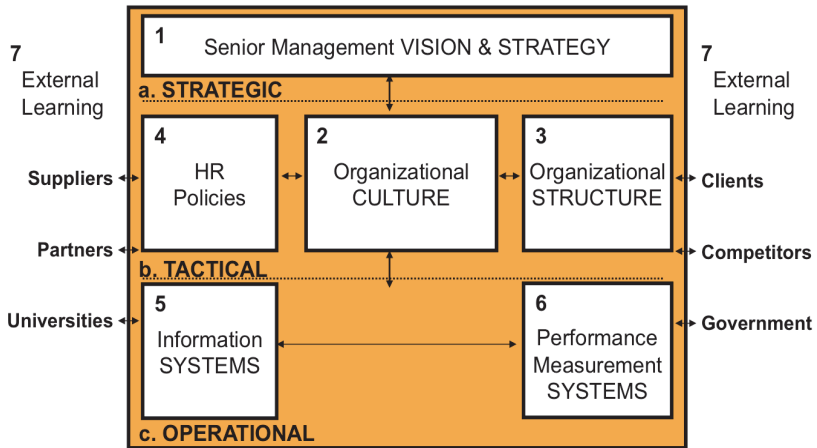 7
External
Learning
1
Senior Management VISION & STRATEGY
7
External
Learning
a. STRATEGIC
4
HR
Policies
2
Organizational
CULTURE
3
Organizational
STRUCTURE
Suppliers
Clients
Partners
Competitors
b. TACTICAL
Universities
Government
5
Information
SYSTEMS
6
Performance
Measurement
SYSTEMS
c. OPERATIONAL